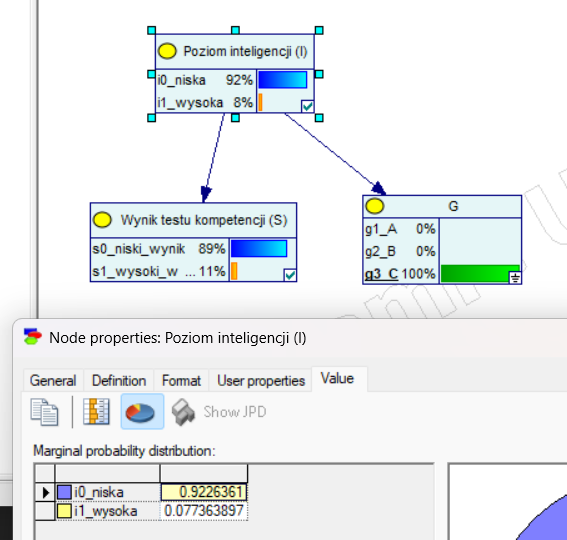 Poziom inteligencji (I)
i0_niska 92%
i1_wysoka 8%
Wynik testu kompetencji (S)
s0_niski_wynik 89%
s1_wysoki_w ... 11%
G
g1_A 0%
g2_B 0%
g3_C 100%
Node properties: Poziom inteligencji (I)
General Definition Format User properties Value
Show JPD
Marginal probability distribution:
i0_niska 0.9226361
i1_wysoka 0.077363897